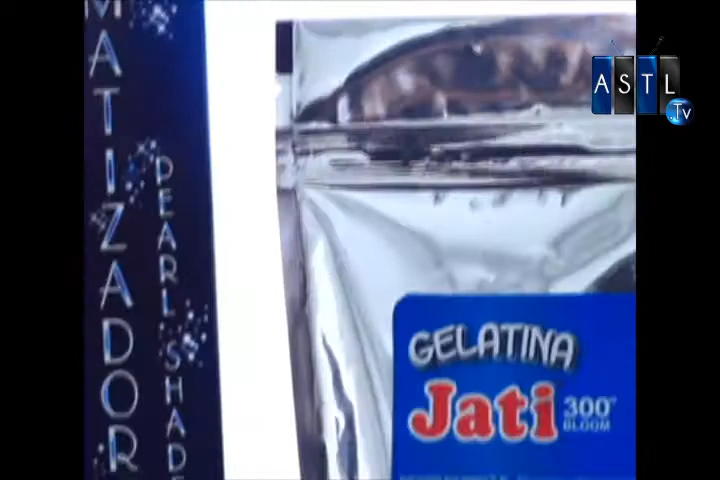 MATIZADOR
PEARL SHADE
ASTL
.Tv
GELATINA
Jati
300°
BLOOM